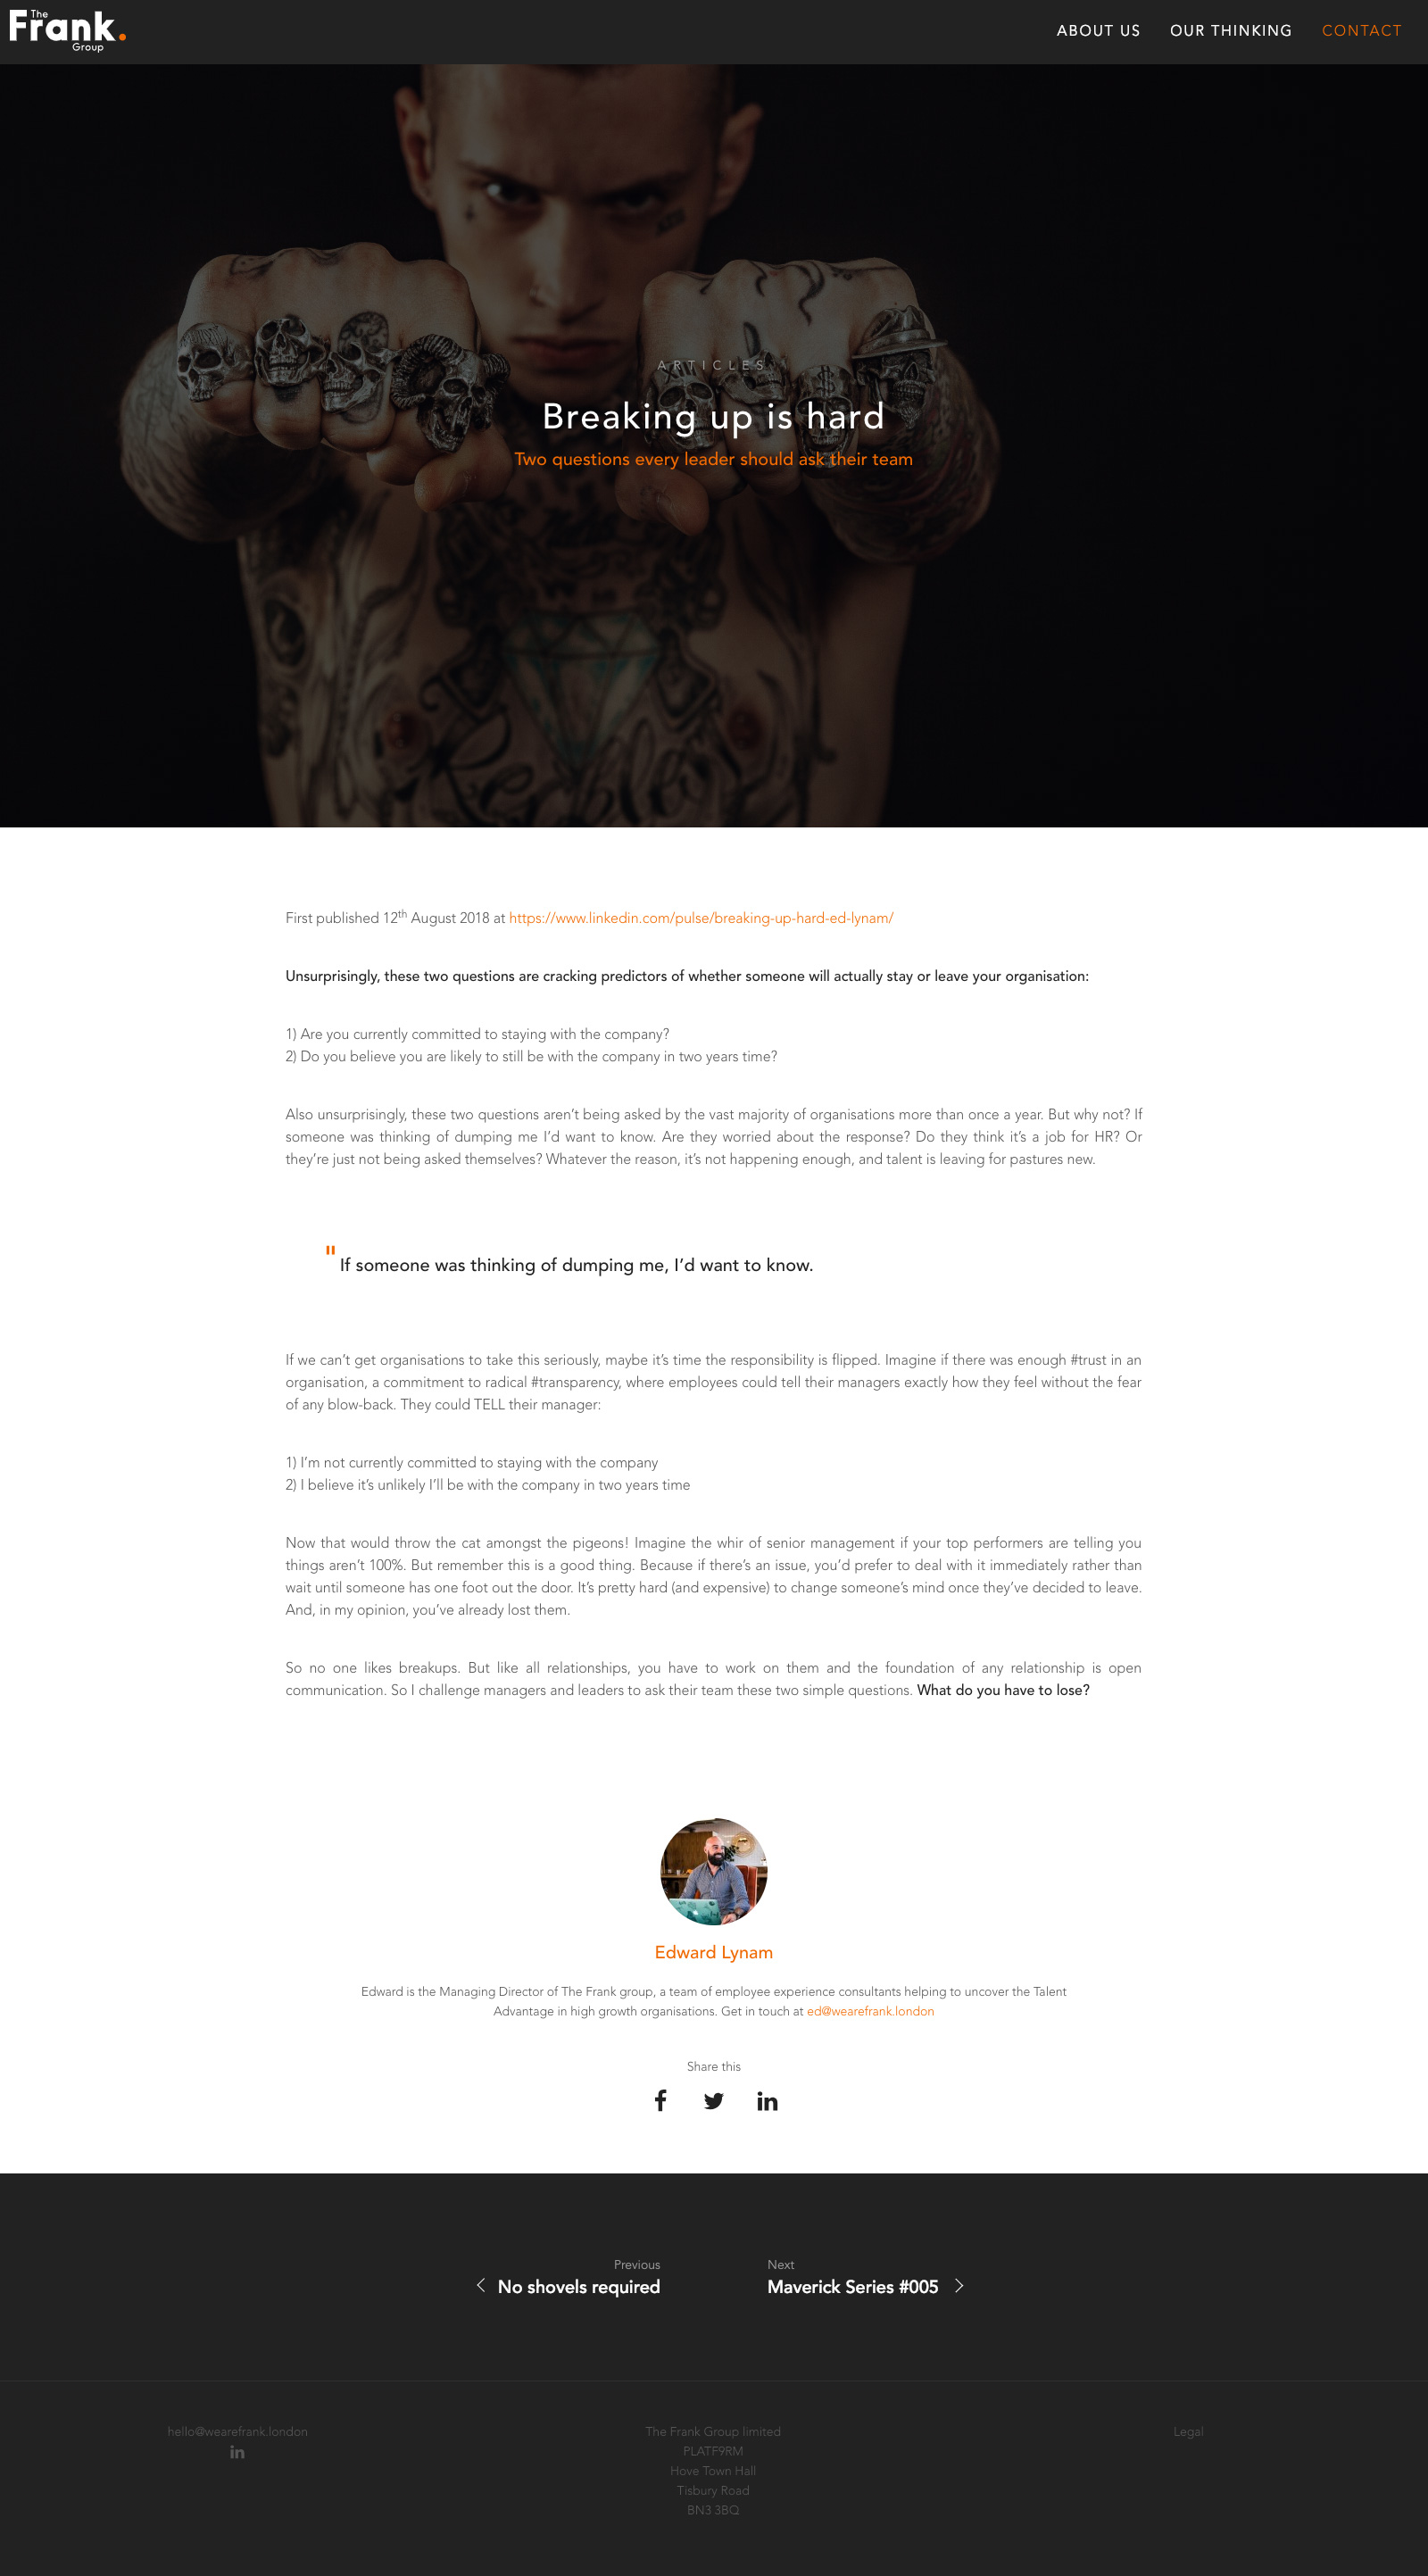 The
Frank.
Group
ABOUT US
OUR THINKING
CONTACT
ARTICLES
Breaking up is hard
Two questions every leader should ask their team
First published 12th August 2018 at https://www.linkedin.com/pulse/breaking-up-hard-ed-lynam/
Unsurprisingly, these two questions are cracking predictors of whether someone will actually stay or leave your organisation:
1) Are you currently committed to staying with the company?
2) Do you believe you are likely to still be with the company in two years time?
Also unsurprisingly, these two questions aren’t being asked by the vast majority of organisations more than once a year. But why not? If
someone was thinking of dumping me I’d want to know. Are they worried about the response? Do they think it’s a job for HR? Or
they’re just not being asked themselves? Whatever the reason, it’s not happening enough, and talent is leaving for pastures new.
" If someone was thinking of dumping me, I’d want to know.
If we can’t get organisations to take this seriously, maybe it’s time the responsibility is flipped. Imagine if there was enough #trust in an
organisation, a commitment to radical #transparency, where employees could tell their managers exactly how they feel without the fear
of any blow-back. They could TELL their manager:
1) I’m not currently committed to staying with the company
2) I believe it’s unlikely I’ll be with the company in two years time
Now that would throw the cat amongst the pigeons! Imagine the whir of senior management if your top performers are telling you
things aren’t 100%. But remember this is a good thing. Because if there’s an issue, you’d prefer to deal with it immediately rather than
wait until someone has one foot out the door. It’s pretty hard (and expensive) to change someone’s mind once they’ve decided to leave.
And, in my opinion, you’ve already lost them.
So no one likes breakups. But like all relationships, you have to work on them and the foundation of any relationship is open
communication. So I challenge managers and leaders to ask their team these two simple questions. What do you have to lose?
Edward Lynam
Edward is the Managing Director of The Frank group, a team of employee experience consultants helping to uncover the Talent
Advantage in high growth organisations. Get in touch at ed@wearefrank.london
Share this
Previous
No shovels required
Next
Maverick Series #005
hello@wearefrank.london
The Frank Group limited
PLATF9RM
Hove Town Hall
Tisbury Road
BN3 3BQ
Legal